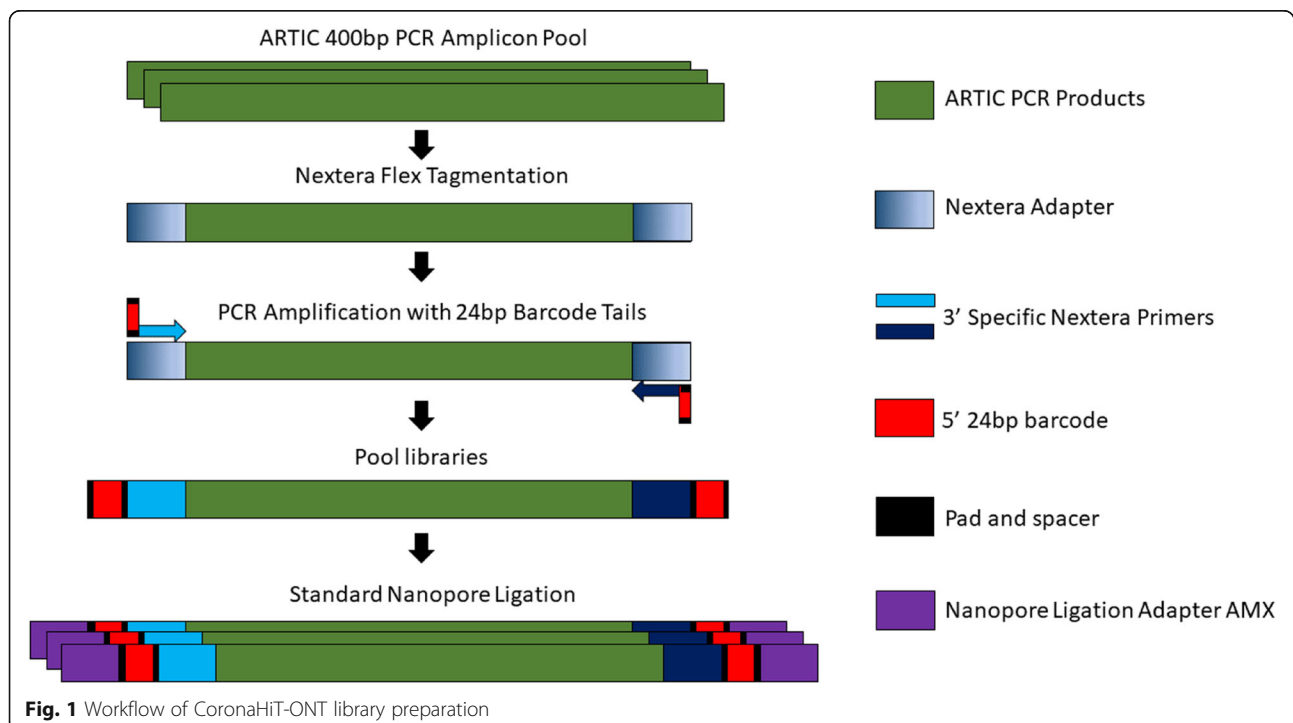 ARTIC 400bp PCR Amplicon Pool
Nextera Flex Tagmentation
PCR Amplification with 24bp Barcode Tails
Pool libraries
Standard Nanopore Ligation
ARTIC PCR Products
Nextera Adapter
3’ Specific Nextera Primers
5’ 24bp barcode
Pad and spacer
Nanopore Ligation Adapter AMX
Fig. 1 Workflow of CoronaHiT-ONT library preparation